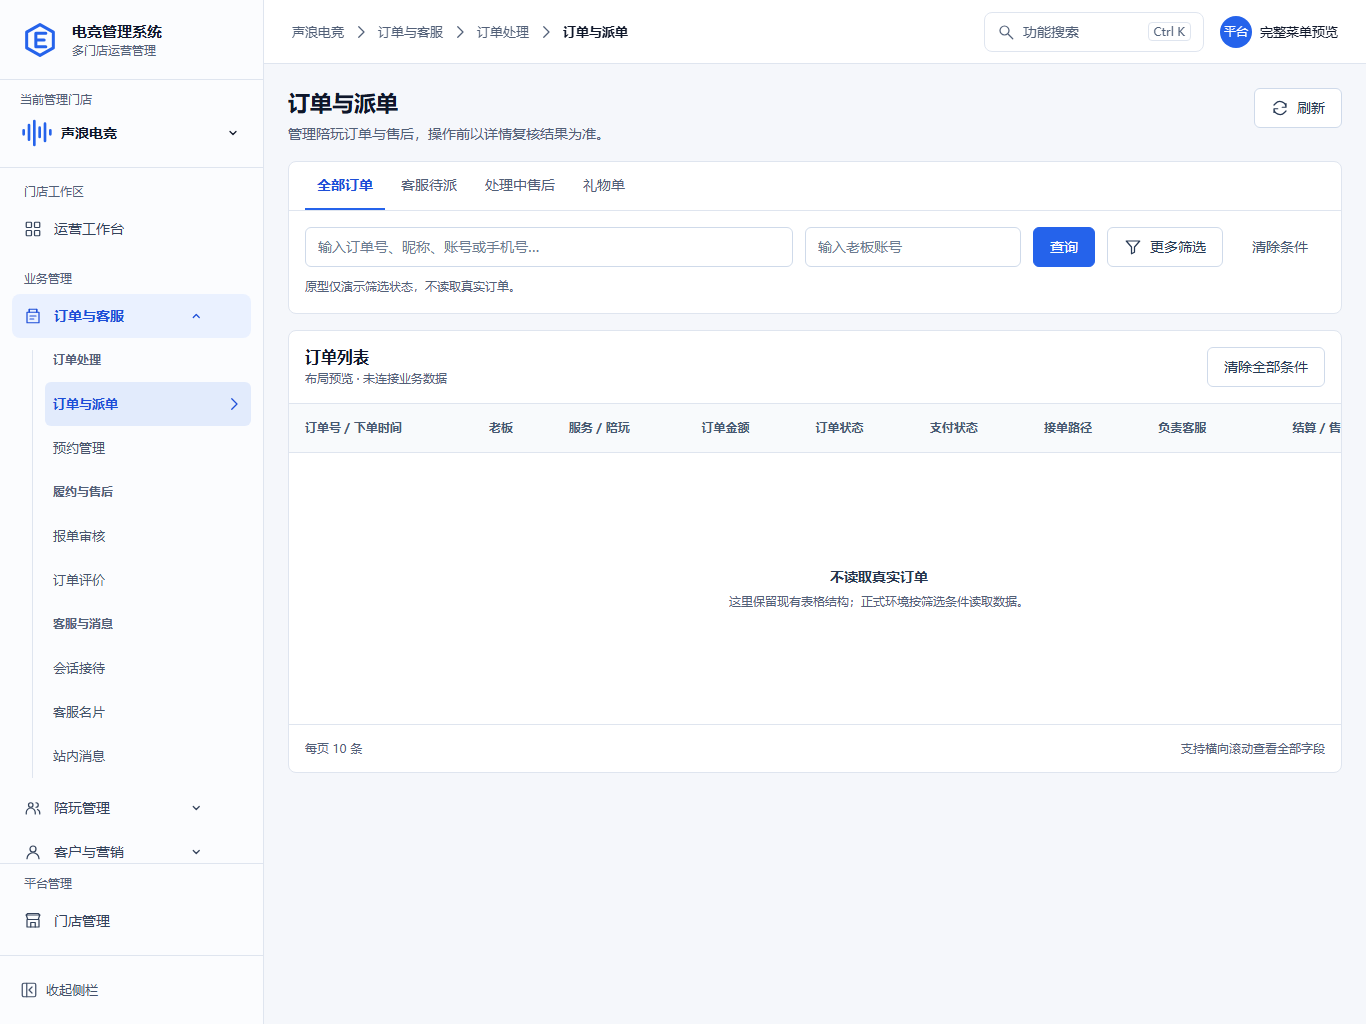 电竞管理系统
多门店运营管理
当前管理门店
声浪电竞
门店工作区
运营工作台
业务管理
订单与客服
订单处理
订单与派单
预约管理
履约与售后
报单审核
订单评价
客服与消息
会话接待
客服名片
站内消息
陪玩管理
客户与营销
平台管理
门店管理
收起侧栏
声浪电竞 > 订单与客服 > 订单处理 > 订单与派单
功能搜索 Ctrl K
平台 完整菜单预览
订单与派单
管理陪玩订单与售后，操作前以详情复核结果为准。
刷新
全部订单 客服待派 处理中售后 礼物单
输入订单号、昵称、账号或手机号... 输入老板账号 查询 更多筛选 清除条件
原型仅演示筛选状态，不读取真实订单。
订单列表
布局预览 · 未连接业务数据
清除全部条件
订单号 / 下单时间 老板 服务 / 陪玩 订单金额 订单状态 支付状态 接单路径 负责客服 结算 / 售
不读取真实订单
这里保留现有表格结构；正式环境按筛选条件读取数据。
每页 10 条 支持横向滚动查看全部字段